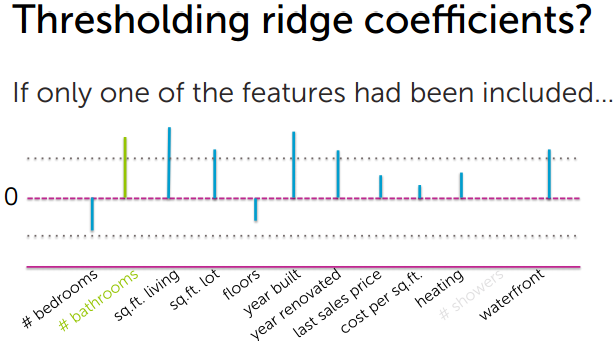 Thresholding ridge coefficients?
If only one of the features had been included...
0
# bedrooms
# bathrooms
sq.ft. living
sq.ft. lot
floors
year built
year renovated
last sales price
cost per sq.ft.
heating
# showers
waterfront